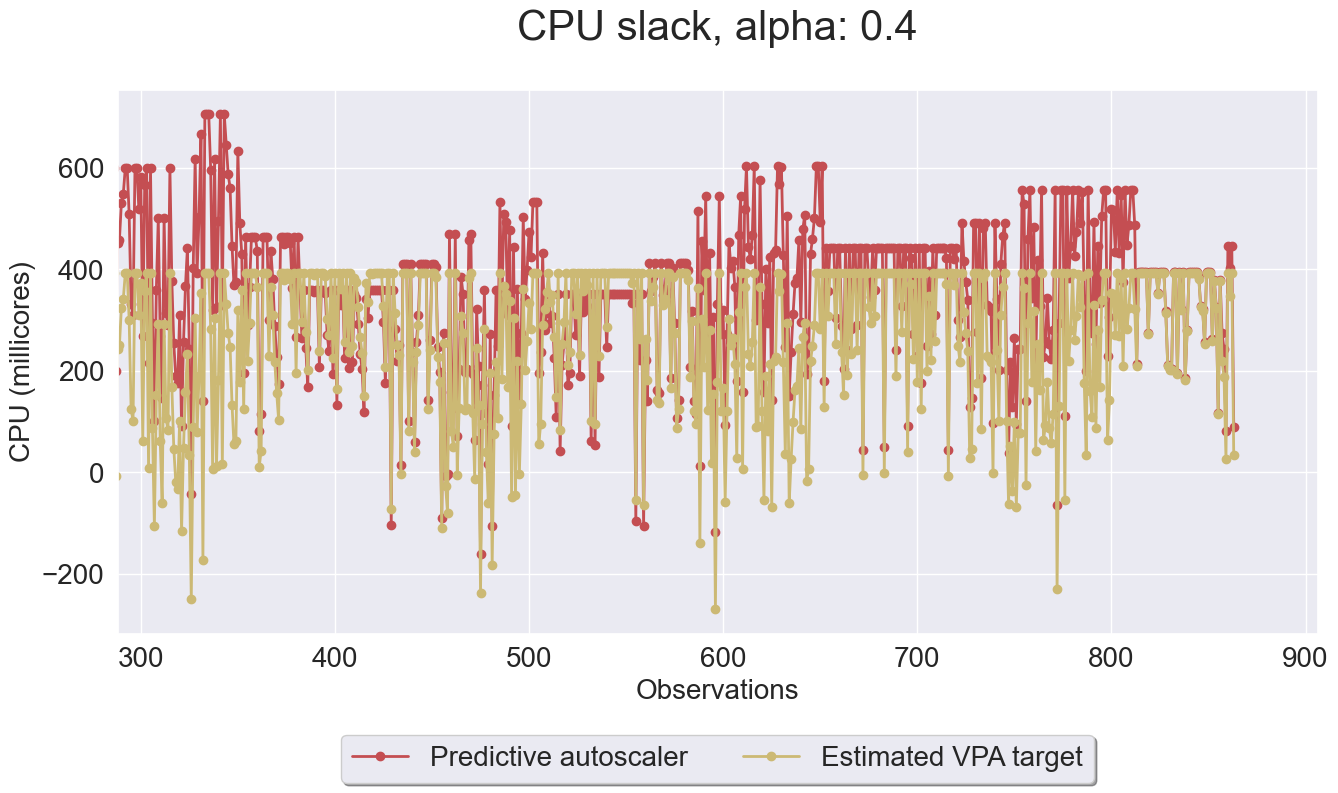 CPU slack, alpha: 0.4
CPU (millicores)
600
400
200
0
−200
300 400 500 600 700 800 900
Observations
Predictive autoscaler Estimated VPA target